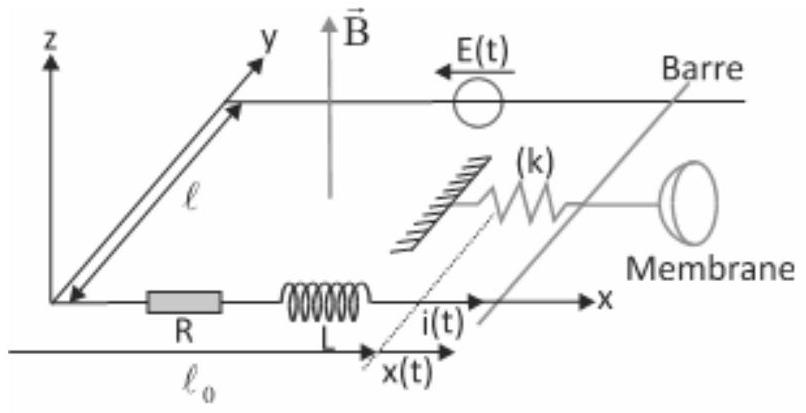 z
y
B⃗
E(t)
Barre
ℓ
(k)
Membrane
R
L
i(t)
x
ℓ₀
x(t)